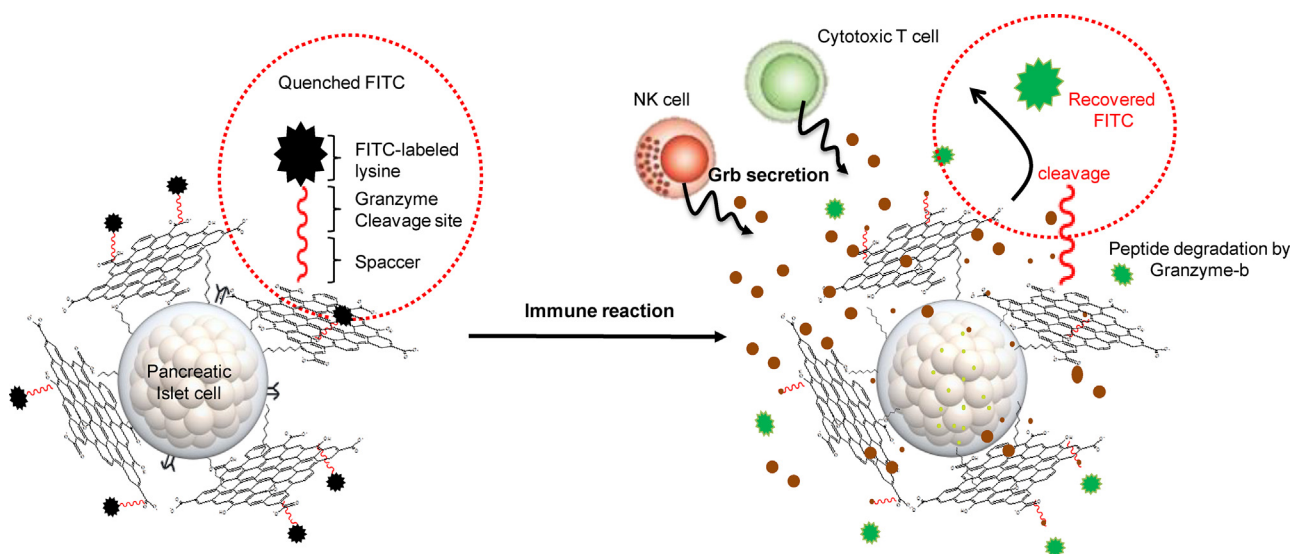 Quenched FITC
FITC-labeled
lysine
Granzyme
Cleavage site
Spaccer
Pancreatic
Islet cell
Immune reaction
Cytotoxic T cell
NK cell
Grb secretion
Recovered
FITC
cleavage
Peptide degradation by
Granzyme-b